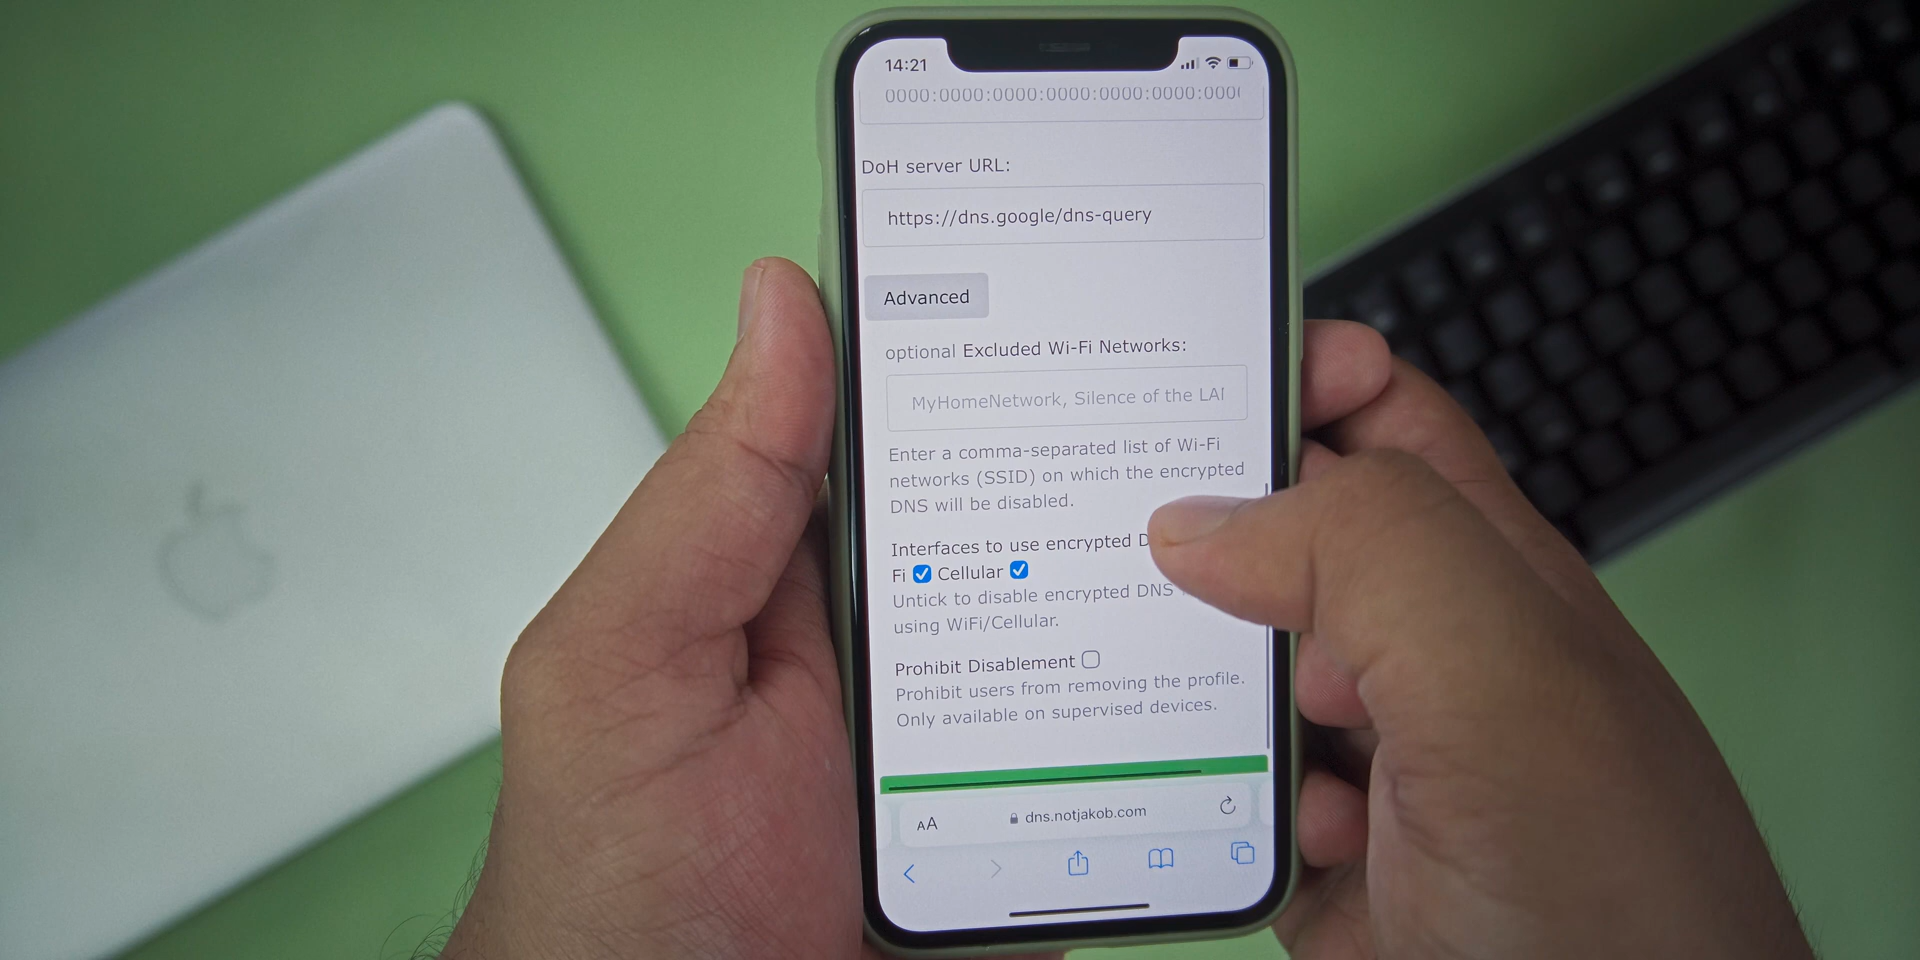 14:21
0000:0000:0000:0000:0000:0000:000
DoH server URL:
https://dns.google/dns-query
Advanced
optional Excluded Wi-Fi Networks:
MyHomeNetwork, Silence of the
Enter a comma-separated list of Wi-Fi
networks (SSID) on which the encrypted
DNS will be disabled.
Interfaces to use encrypted
Fi Cellular
Untick to disable encrypted DNS
using WiFi/Cellular.
Prohibit Disablement
Prohibit users from removing the profile.
Only available on supervised devices.
AA dns.notjakob.com